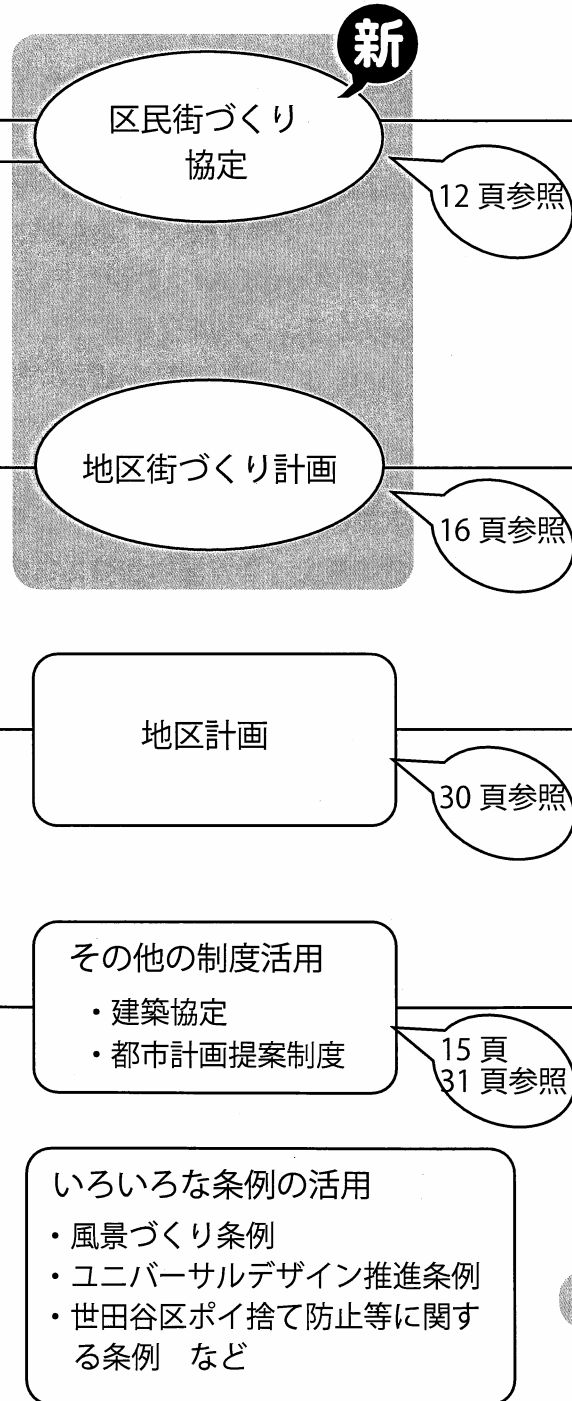 新
区民街づくり
協定
12 頁参照
地区街づくり計画
16 頁参照
地区計画
30 頁参照
その他の制度活用
・建築協定
・都市計画提案制度
15 頁
31 頁参照
いろいろな条例の活用
・風景づくり条例
・ユニバーサルデザイン推進条例
・世田谷区ポイ捨て防止等に関す
る条例　など